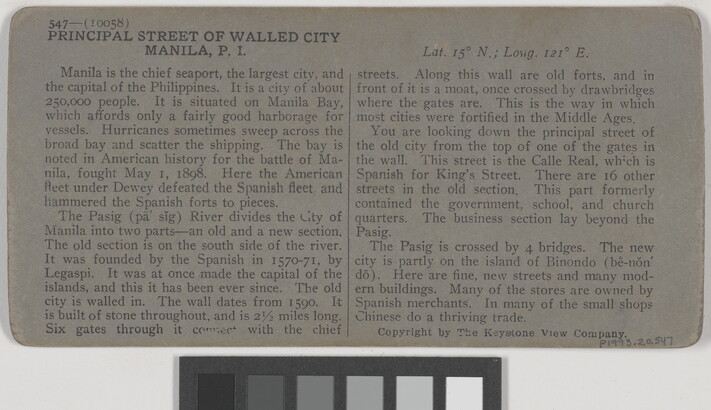 547—(10058)
PRINCIPAL STREET OF WALLED CITY
MANILA, P. I.
Manila is the chief seaport, the largest city, and
the capital of the Philippines. It is a city of about
250,000 people. It is situated on Manila Bay,
which affords only a fairly good harborage for
vessels. Hurricanes sometimes sweep across the
broad bay and scatter the shipping. The bay is
noted in American history for the battle of Ma-
nila, fought May 1, 1898. Here the American
fleet under Dewey defeated the Spanish fleet and
hammered the Spanish forts to pieces.
The Pasig (pä´ sĭg) River divides the City of
Manila into two parts—an old and a new section.
The old section is on the south side of the river.
It was founded by the Spanish in 1570-71, by
Legaspi. It was at once made the capital of the
islands, and this it has been ever since. The old
city is walled in. The wall dates from 1590. It
is built of stone throughout, and is 2½ miles long.
Six gates through it connect with the chief
Lat. 15° N.; Long. 121° E.
streets. Along this wall are old forts, and in
front of it is a moat, once crossed by drawbridges
where the gates are. This is the way in which
most cities were fortified in the Middle Ages.
You are looking down the principal street of
the old city from the top of one of the gates in
the wall. This street is the Calle Real, which is
Spanish for King's Street. There are 16 other
streets in the old section. This part formerly
contained the government, school, and church
quarters. The business section lay beyond the
Pasig.
The Pasig is crossed by 4 bridges. The new
city is partly on the island of Binondo (bē-nōn´
dō). Here are fine, new streets and many mod-
ern buildings. Many of the stores are owned by
Spanish merchants. In many of the small shops
Chinese do a thriving trade.
Copyright by The Keystone View Company.
P1993.20.547